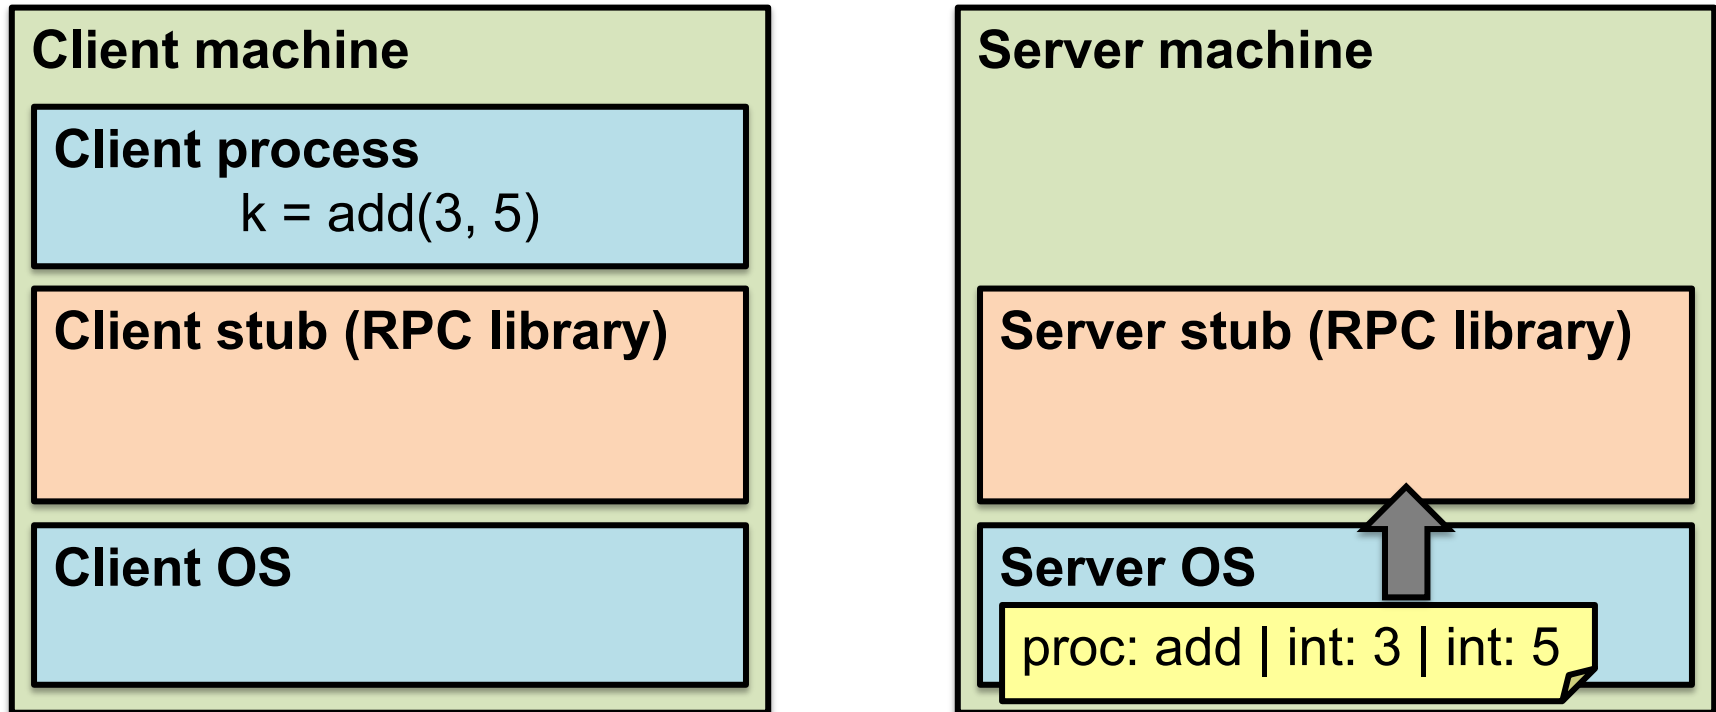 Client machine
Client process
k = add(3, 5)
Client stub (RPC library)
Client OS
Server machine
Server stub (RPC library)
Server OS
proc: add | int: 3 | int: 5